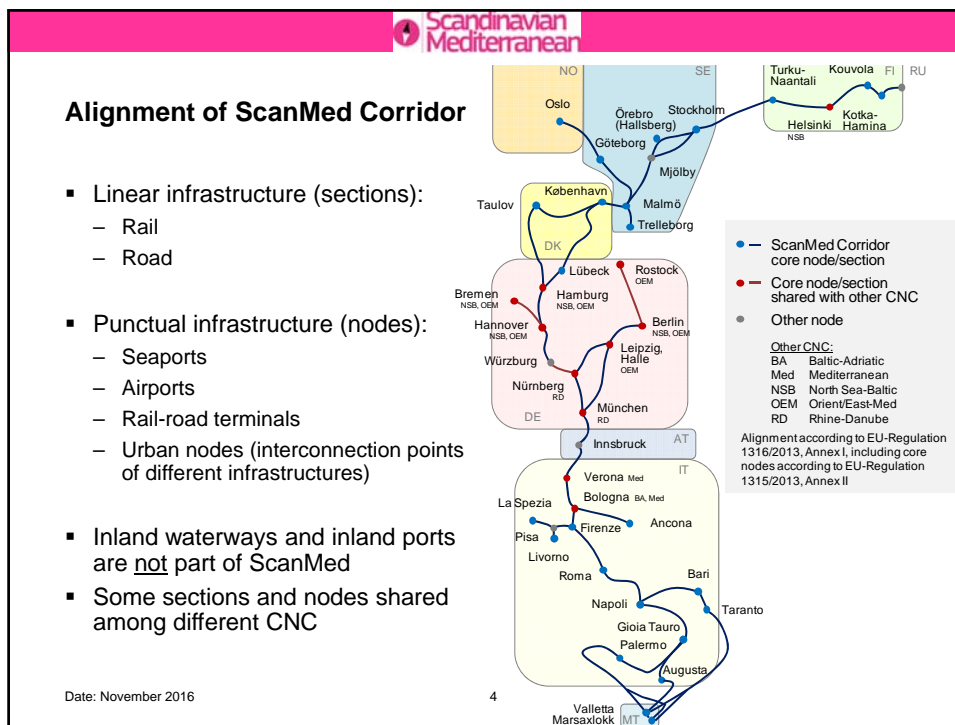 Scandinavian
Mediterranean
Alignment of ScanMed Corridor
▪ Linear infrastructure (sections):
– Rail
– Road
▪ Punctual infrastructure (nodes):
– Seaports
– Airports
– Rail-road terminals
– Urban nodes (interconnection points
of different infrastructures)
▪ Inland waterways and inland ports
are not part of ScanMed
▪ Some sections and nodes shared
among different CNC
NO
SE
FI
RU
Turku-
Naantali
Kouvola
Oslo
Örebro
(Hallsberg)
Stockholm
Helsinki
NSB
Kotka-
Hamina
Göteborg
Mjölby
København
Taulov
Malmö
Trelleborg
DK
Lübeck
Rostock
OEM
Bremen
NSB, OEM
Hamburg
NSB, OEM
Hannover
NSB, OEM
Berlin
NSB, OEM
Würzburg
Leipzig,
Halle
OEM
Nürnberg
RD
München
RD
DE
Innsbruck
AT
IT
Verona Med
Bologna BA, Med
La Spezia
Pisa
Firenze
Ancona
Livorno
Roma
Bari
Napoli
Taranto
Gioia Tauro
Palermo
Augusta
Valletta
Marsaxlokk
MT
ScanMed Corridor
core node/section
Core node/section
shared with other CNC
Other node
Other CNC:
BA Baltic-Adriatic
Med Mediterranean
NSB North Sea-Baltic
OEM Orient/East-Med
RD Rhine-Danube
Alignment according to EU-Regulation
1316/2013, Annex I, including core
nodes according to EU-Regulation
1315/2013, Annex II
Date: November 2016
4